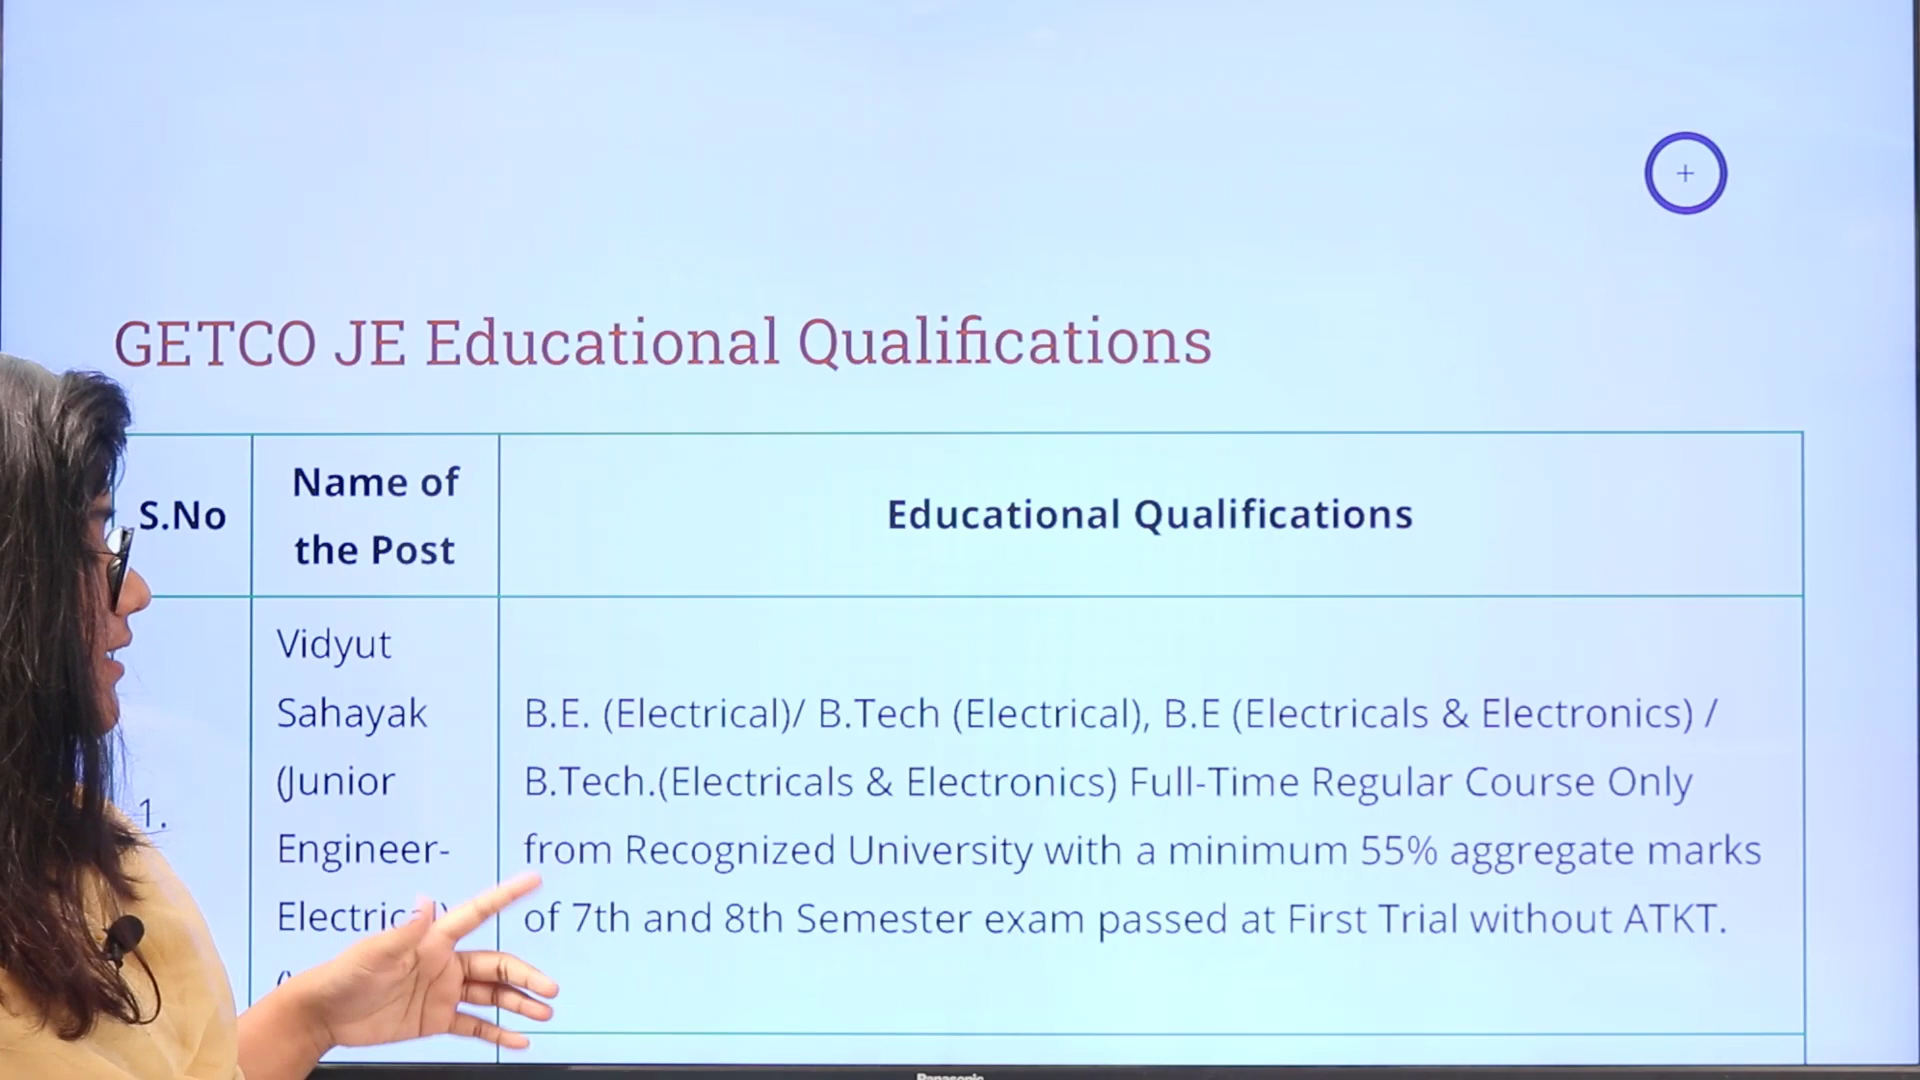 GETCO JE Educational Qualifications
S.No
Name of
the Post
Educational Qualifications
1.
Vidyut
Sahayak
(Junior
Engineer-
Electrical)
B.E. (Electrical)/ B.Tech (Electrical), B.E (Electricals & Electronics) /
B.Tech.(Electricals & Electronics) Full-Time Regular Course Only
from Recognized University with a minimum 55% aggregate marks
of 7th and 8th Semester exam passed at First Trial without ATKT.
Panasonic